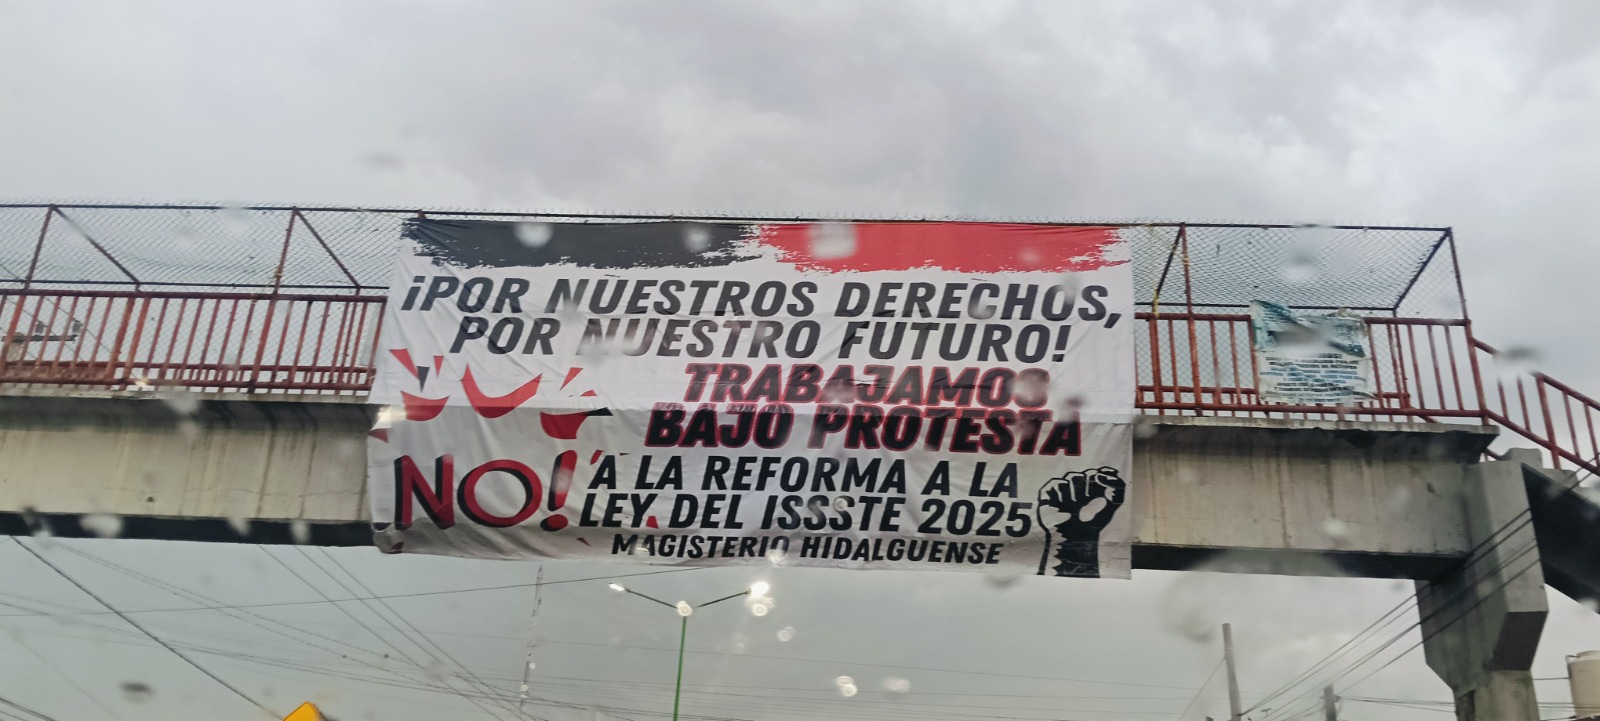 ¡POR NUESTROS DERECHOS,
POR NUESTRO FUTURO!
TRABAJAMOS
BAJO PROTESTA
NO! A LA REFORMA A LA
LEY DEL ISSSTE 2025
MAGISTERIO HIDALGUENSE